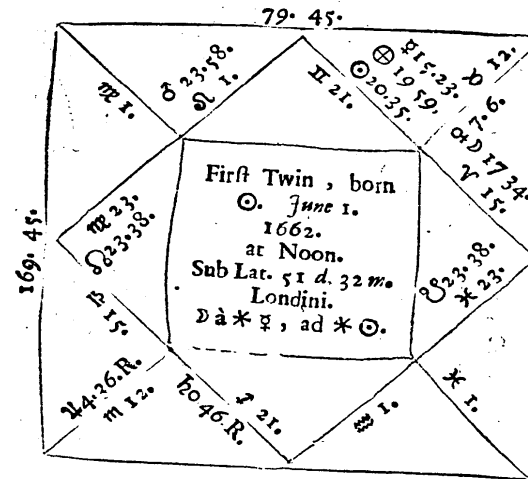 79. 45.
♍ 1.
♂ 23.58.
♌ 1.
♊ 21.
☿ 15.23.
⊕ 19 59.
☉ 20.35.
♉ 12.
♀ 7.6.
☽ 17 34.
♈ 15.
169. 45.
♍ 23.
☊ 23.38.
Firſt Twin , born
☉. June 1.
1662.
at Noon.
Sub Lat. 51 d. 32 m.
Londini.
☽ à ⚹ ☿ , ad ⚹ ☉.
☋ 23.38.
♓ 23.
♎ 15.
♃ 4.26.R.
♏ 12.
♄ 0 46 R.
♐ 21.
♒ 1.
♓ 1.